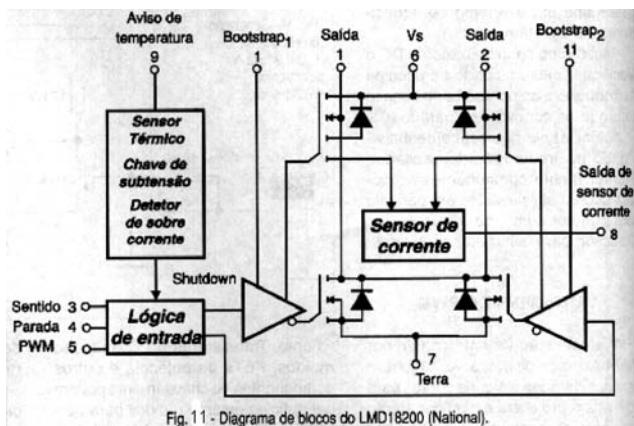 Aviso de
temperatura
9
Bootstrap1
1
Saída
1
Vs
6
Saída
2
Bootstrap2
11
Sensor
Térmico
Chave de
subtensão
Detetor
de sobre
corrente
Saída de
sensor de
corrente
8
Sensor de
corrente
Shutdown
Sentido 3
Parada 4
PWM 5
Lógica
de entrada
7
Terra
Fig. 11 - Diagrama de blocos do LMD18200 (National).